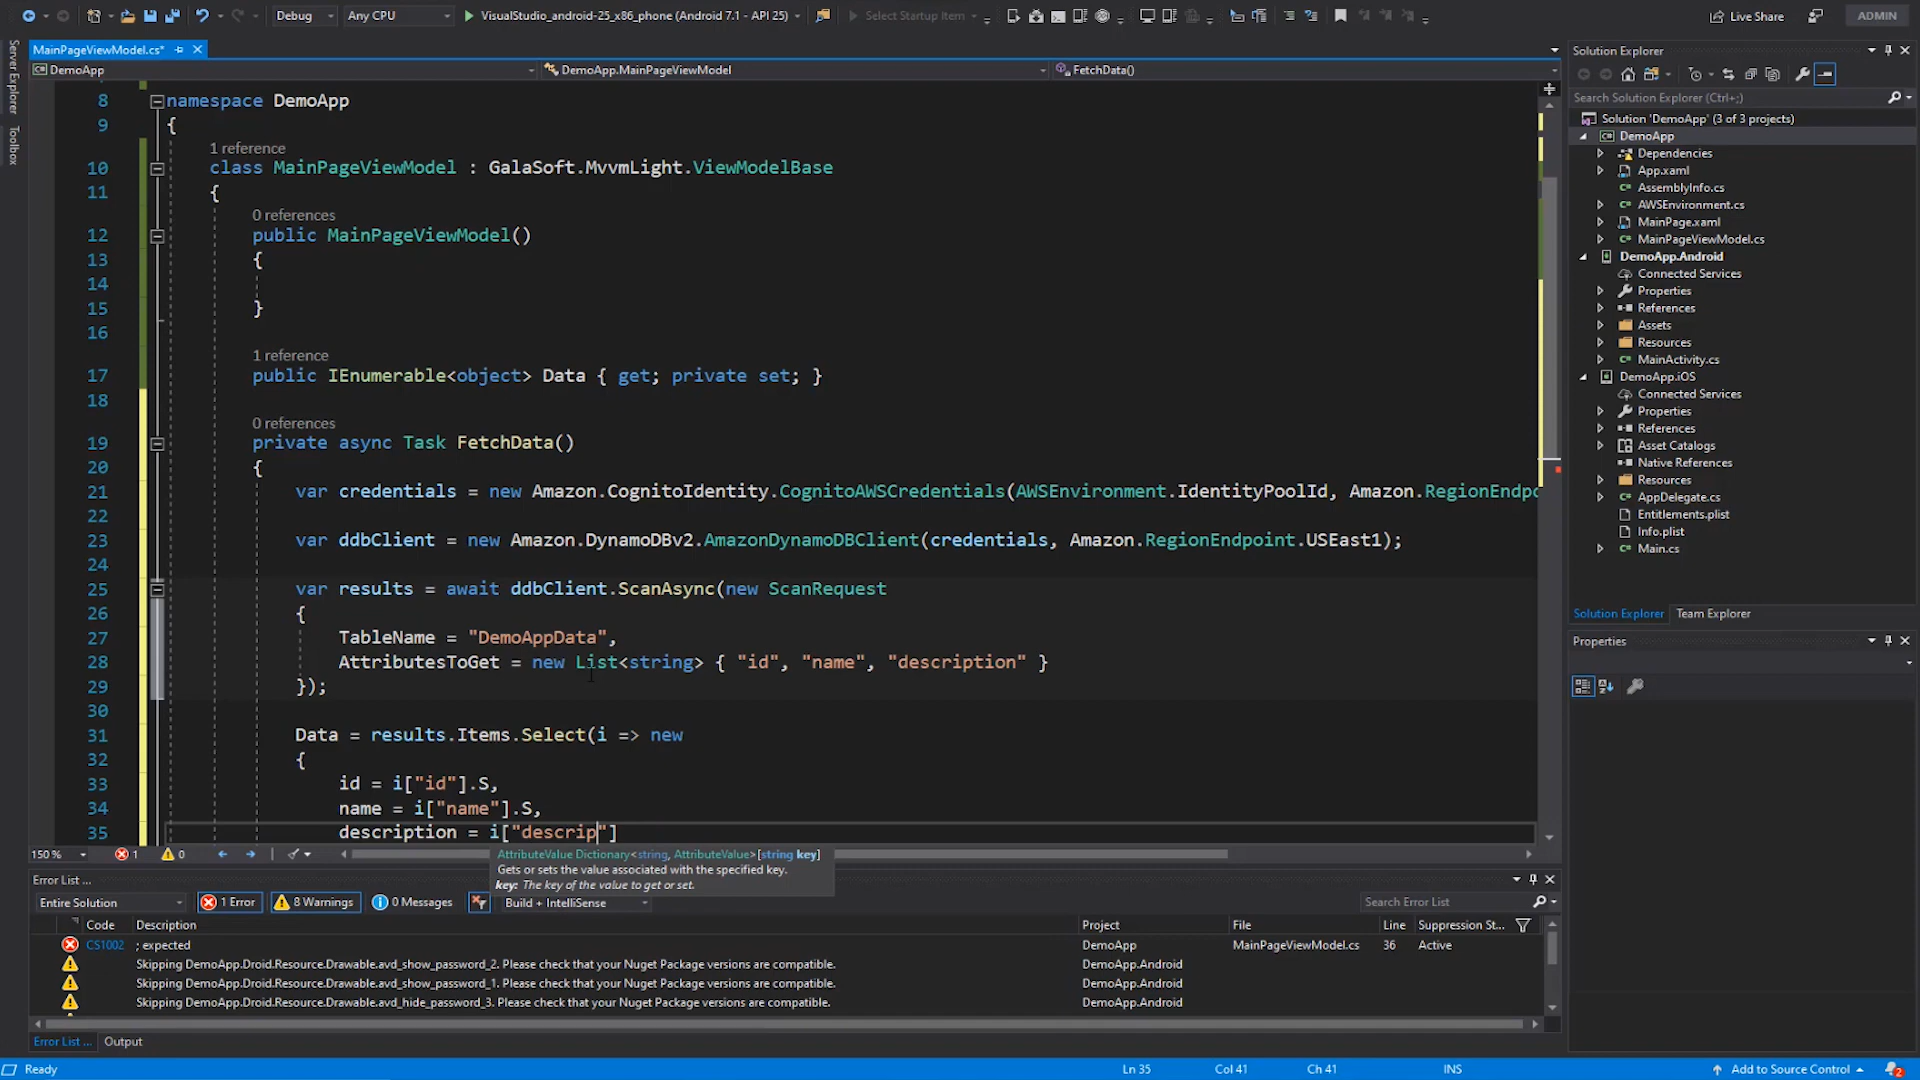 Debug
Any CPU
VisualStudio_android-25_x86_phone (Android 7.1 - API 25)
Select Startup Item
Live Share
ADMIN
Server Explorer
Toolbox
MainPageViewModel.cs*
DemoApp
DemoApp.MainPageViewModel
FetchData()
8 namespace DemoApp
9 {
1 reference
10 class MainPageViewModel : GalaSoft.MvvmLight.ViewModelBase
11 {
0 references
12 public MainPageViewModel()
13 {
14
15 }
16
1 reference
17 public IEnumerable<object> Data { get; private set; }
18
0 references
19 private async Task FetchData()
20 {
21 var credentials = new Amazon.CognitoIdentity.CognitoAWSCredentials(AWSEnvironment.IdentityPoolId, Amazon.RegionEndpo
22
23 var ddbClient = new Amazon.DynamoDBv2.AmazonDynamoDBClient(credentials, Amazon.RegionEndpoint.USEast1);
24
25 var results = await ddbClient.ScanAsync(new ScanRequest
26 {
27 TableName = "DemoAppData",
28 AttributesToGet = new List<string> { "id", "name", "description" }
29 });
30
31 Data = results.Items.Select(i => new
32 {
33 id = i["id"].S,
34 name = i["name"].S,
35 description = i["descrip"]
150 %
1
0
AttributeValue Dictionary<string, AttributeValue>[string key]
Gets or sets the value associated with the specified key.
key: The key of the value to get or set.
Error List ...
Entire Solution
1 Error
8 Warnings
0 Messages
Build + IntelliSense
Search Error List
Code Description Project File Line Suppression St...
CS1002 ; expected DemoApp MainPageViewModel.cs 36 Active
Skipping DemoApp.Droid.Resource.Drawable.avd_show_password_2. Please check that your Nuget Package versions are compatible. DemoApp.Android
Skipping DemoApp.Droid.Resource.Drawable.avd_show_password_1. Please check that your Nuget Package versions are compatible. DemoApp.Android
Skipping DemoApp.Droid.Resource.Drawable.avd_hide_password_3. Please check that your Nuget Package versions are compatible. DemoApp.Android
Error List ...
Output
Solution Explorer
Search Solution Explorer (Ctrl+;)
Solution 'DemoApp' (3 of 3 projects)
DemoApp
Dependencies
App.xaml
AssemblyInfo.cs
AWSEnvironment.cs
MainPage.xaml
MainPageViewModel.cs
DemoApp.Android
Connected Services
Properties
References
Assets
Resources
MainActivity.cs
DemoApp.iOS
Connected Services
Properties
References
Asset Catalogs
Native References
Resources
AppDelegate.cs
Entitlements.plist
Info.plist
Main.cs
Solution Explorer
Team Explorer
Properties
Ready
Ln 35
Col 41
Ch 41
INS
Add to Source Control
2